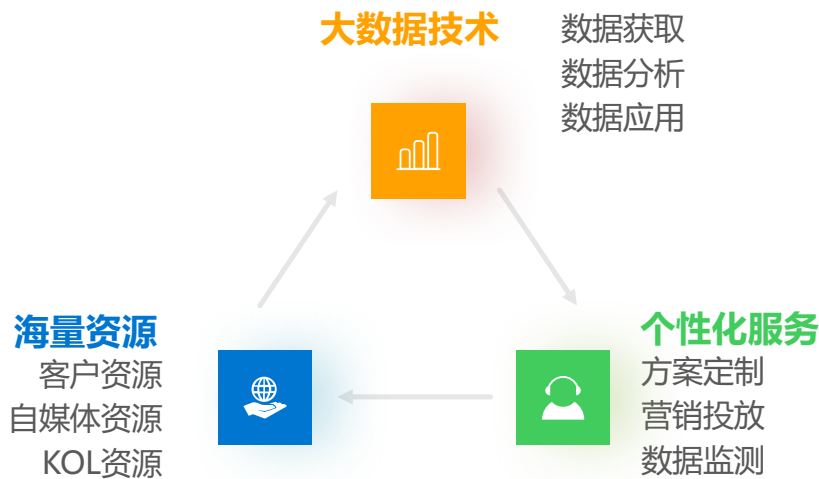 大数据技术
数据获取
数据分析
数据应用
海量资源
客户资源
自媒体资源
KOL资源
个性化服务
方案定制
营销投放
数据监测